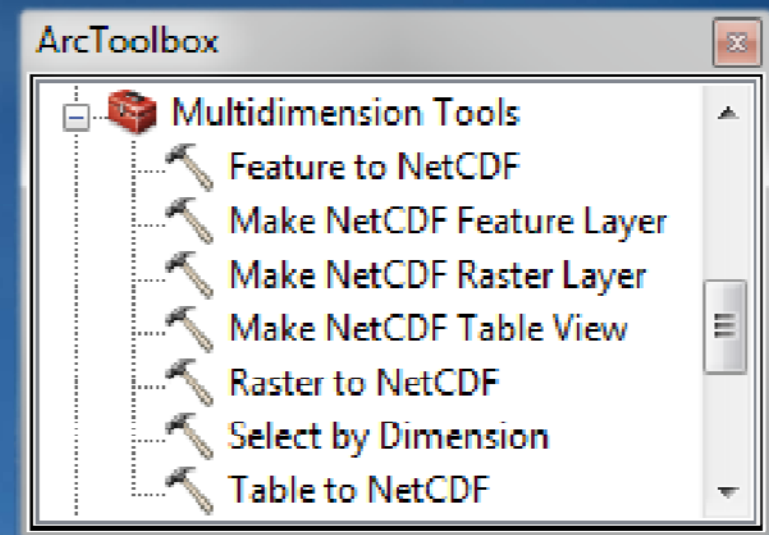 ArcToolbox
Multidimension Tools
Feature to NetCDF
Make NetCDF Feature Layer
Make NetCDF Raster Layer
Make NetCDF Table View
Raster to NetCDF
Select by Dimension
Table to NetCDF